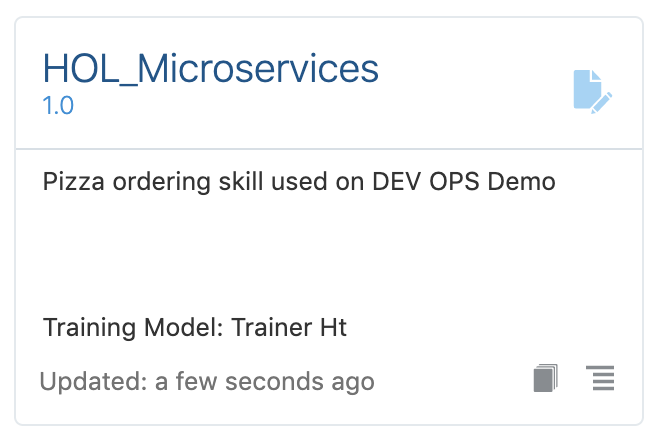 HOL_Microservices
1.0
Pizza ordering skill used on DEV OPS Demo
Training Model: Trainer Ht
Updated: a few seconds ago